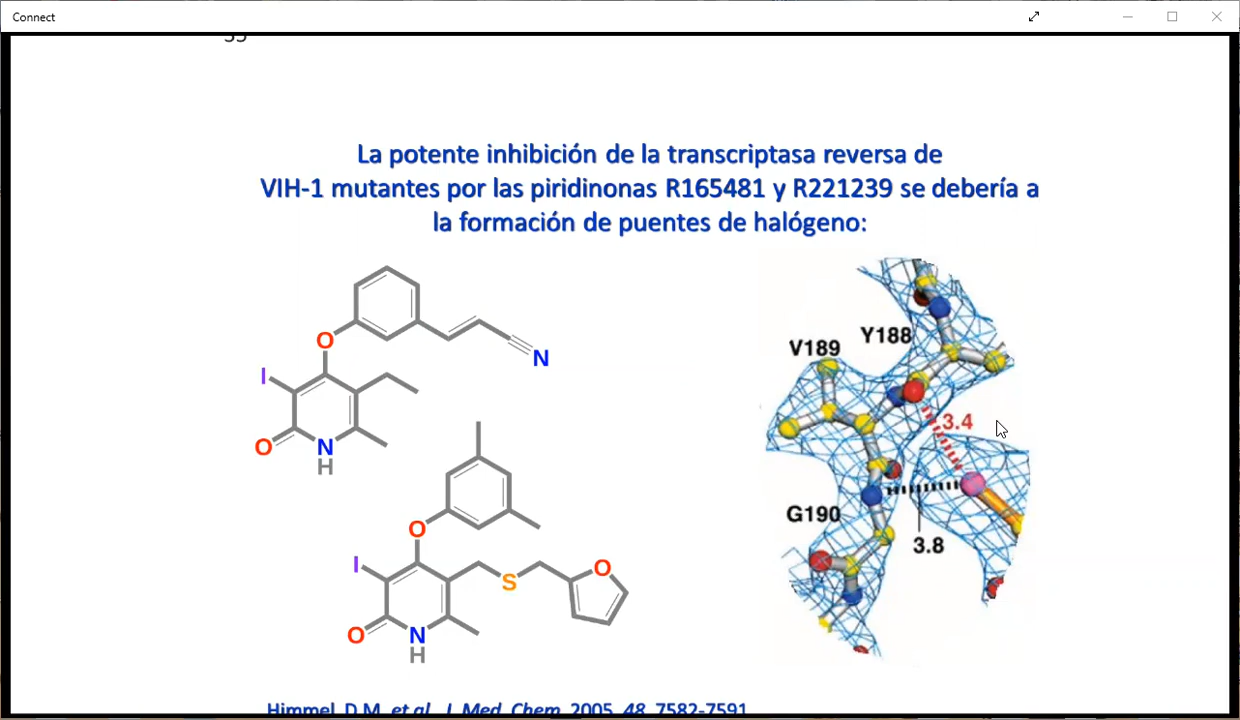 Connect
La potente inhibición de la transcriptasa reversa de
VIH-1 mutantes por las piridinonas R165481 y R221239 se debería a
la formación de puentes de halógeno:
O
N
I
O
N
H
O
I
S
O
O
N
H
Y188
V189
3.4
G190
3.8
Himmel, D.M. et al., J. Med. Chem. 2005, 48, 7582-7591